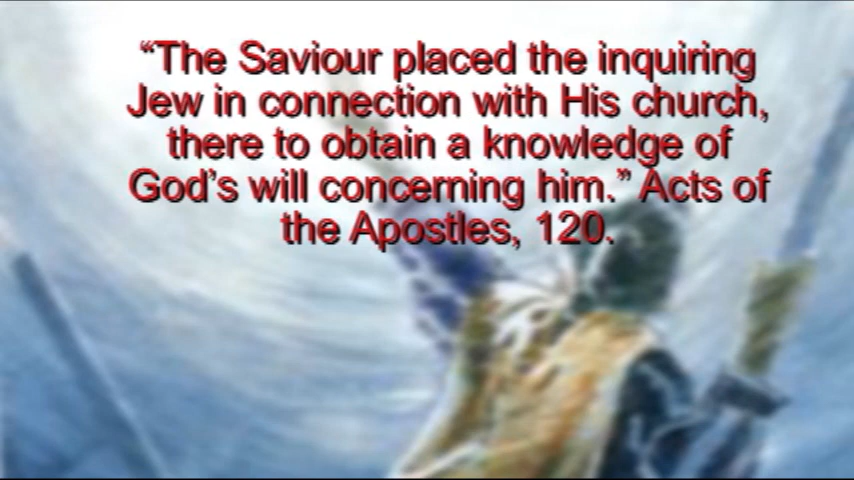 “The Saviour placed the inquiring
Jew in connection with His church,
there to obtain a knowledge of
God’s will concerning him.” Acts of
the Apostles, 120.